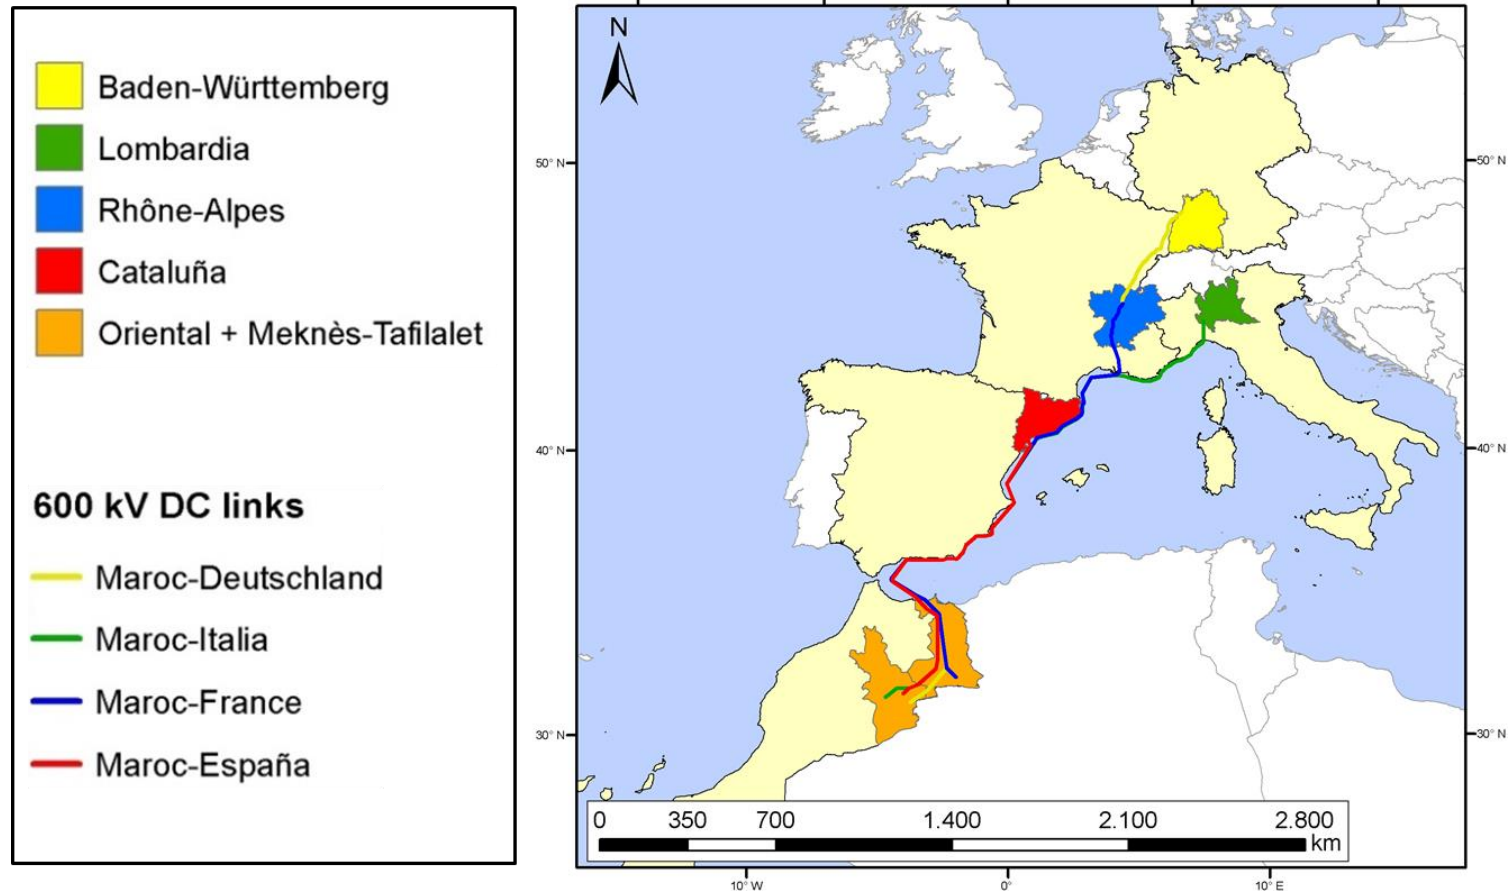 Baden-Württemberg
Lombardia
Rhône-Alpes
Cataluña
Oriental + Meknès-Tafilalet
600 kV DC links
Maroc-Deutschland
Maroc-Italia
Maroc-France
Maroc-España
N
50° N
50° N
40° N
40° N
30° N
30° N
0 350 700 1.400 2.100 2.800
km
10° W 0° 10° E